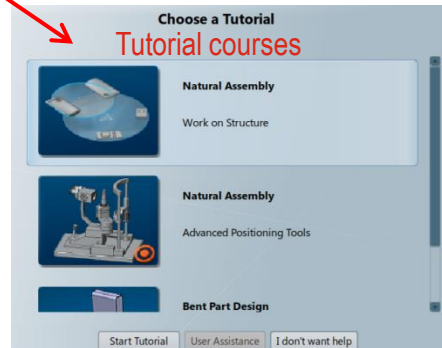 Choose a Tutorial
Tutorial courses
Natural Assembly
Work on Structure
Natural Assembly
Advanced Positioning Tools
Bent Part Design
Start Tutorial
User Assistance
I don't want help